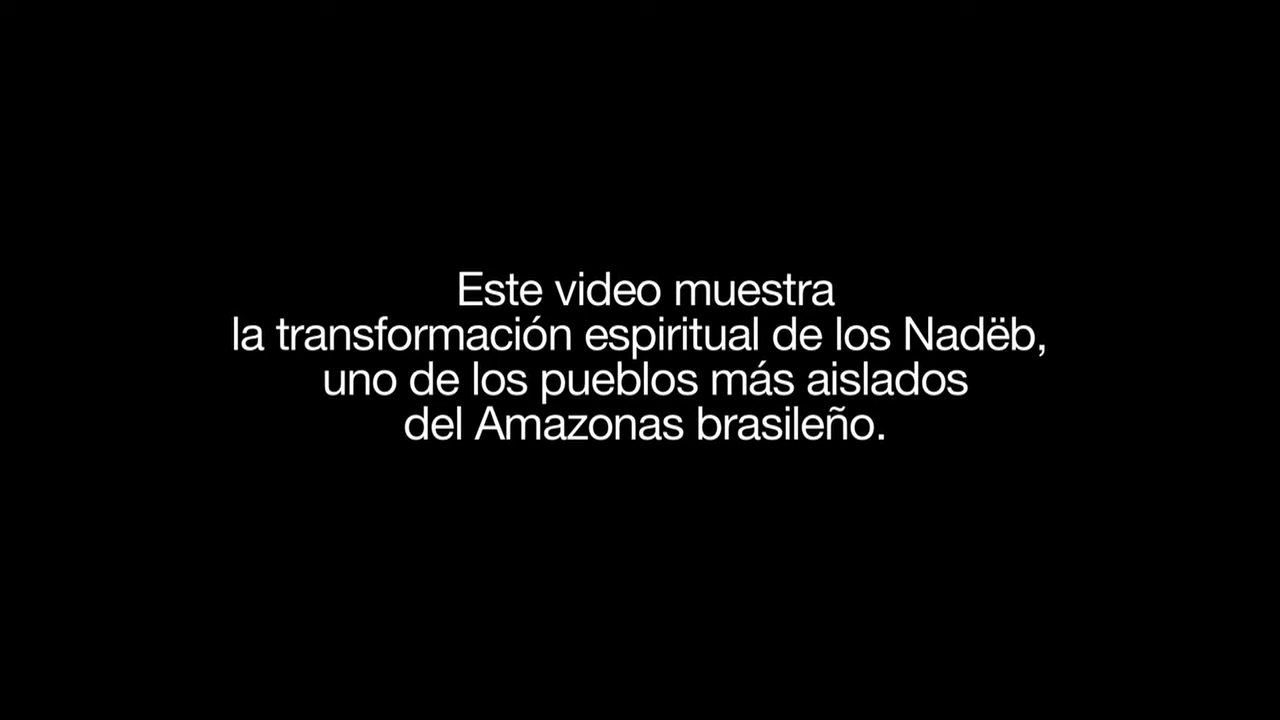 Este video muestra
la transformación espiritual de los Nadëb,
uno de los pueblos más aislados
del Amazonas brasileño.